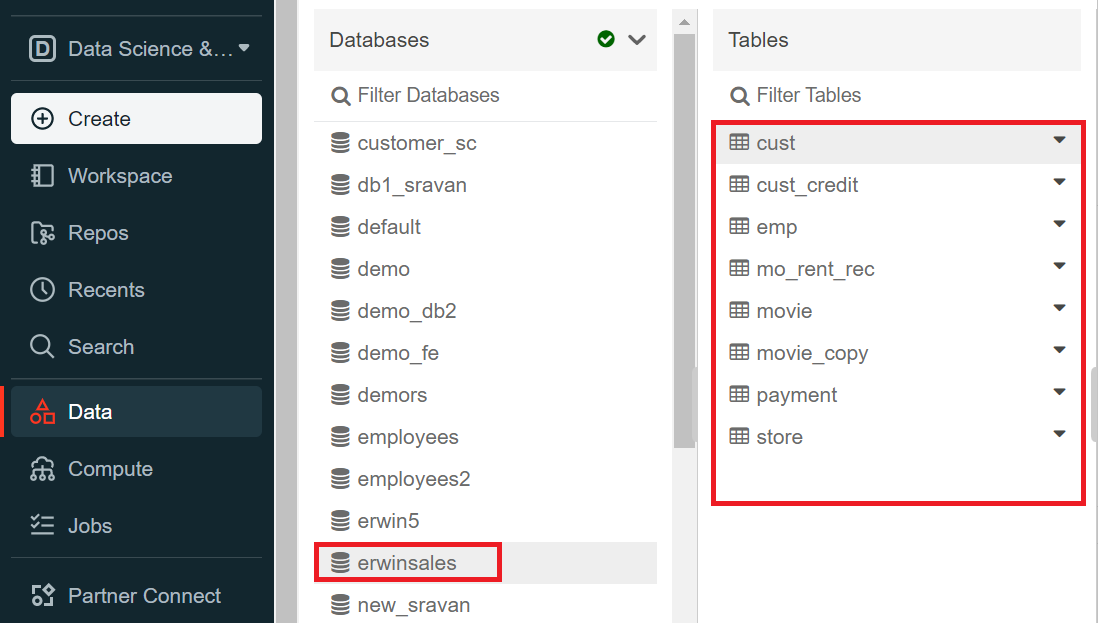 D Data Science &...
Create
Workspace
Repos
Recents
Search
Data
Compute
Jobs
Partner Connect
Databases
Filter Databases
customer_sc
db1_sravan
default
demo
demo_db2
demo_fe
demors
employees
employees2
erwin5
erwinsales
new_sravan
Tables
Filter Tables
cust
cust_credit
emp
mo_rent_rec
movie
movie_copy
payment
store